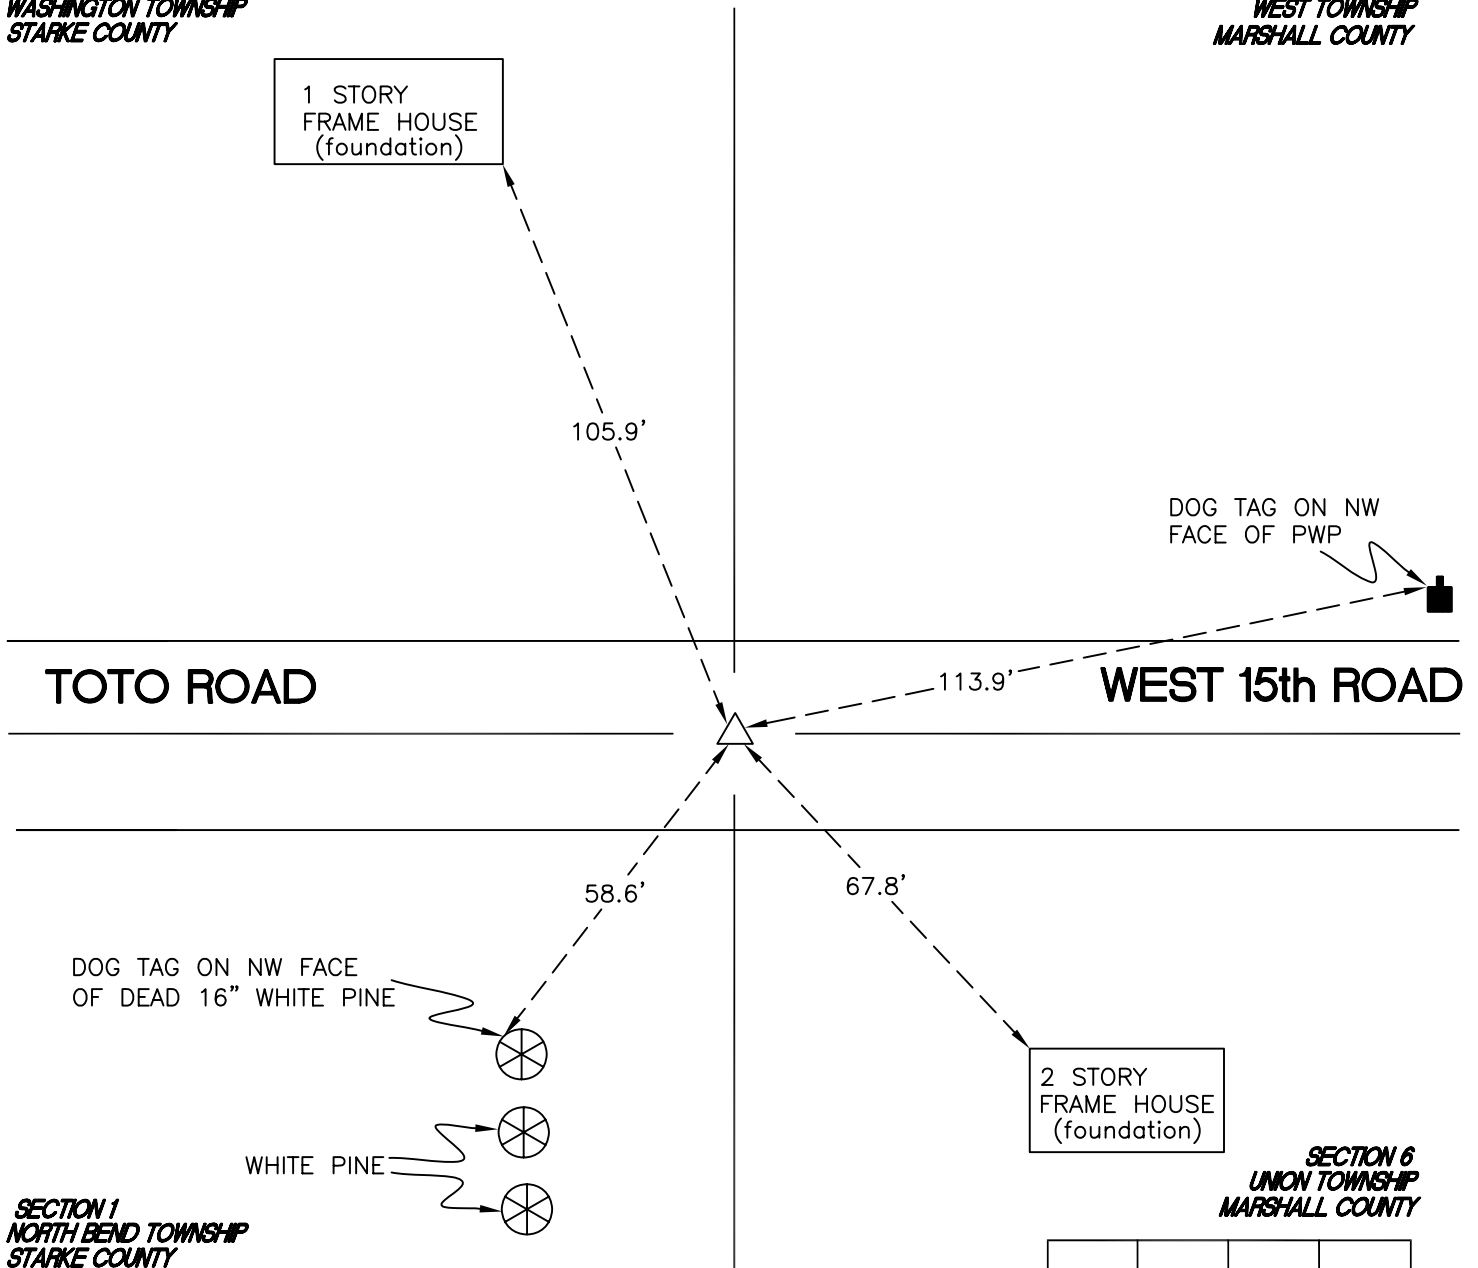 WASHINGTON TOWNSHIP
STARKE COUNTY
WEST TOWNSHIP
MARSHALL COUNTY
1 STORY
FRAME HOUSE
(foundation)
105.9'
DOG TAG ON NW
FACE OF PWP
TOTO ROAD
113.9'
WEST 15th ROAD
58.6'
67.8'
DOG TAG ON NW FACE
OF DEAD 16" WHITE PINE
2 STORY
FRAME HOUSE
(foundation)
WHITE PINE
SECTION 6
UNION TOWNSHIP
MARSHALL COUNTY
SECTION 1
NORTH BEND TOWNSHIP
STARKE COUNTY